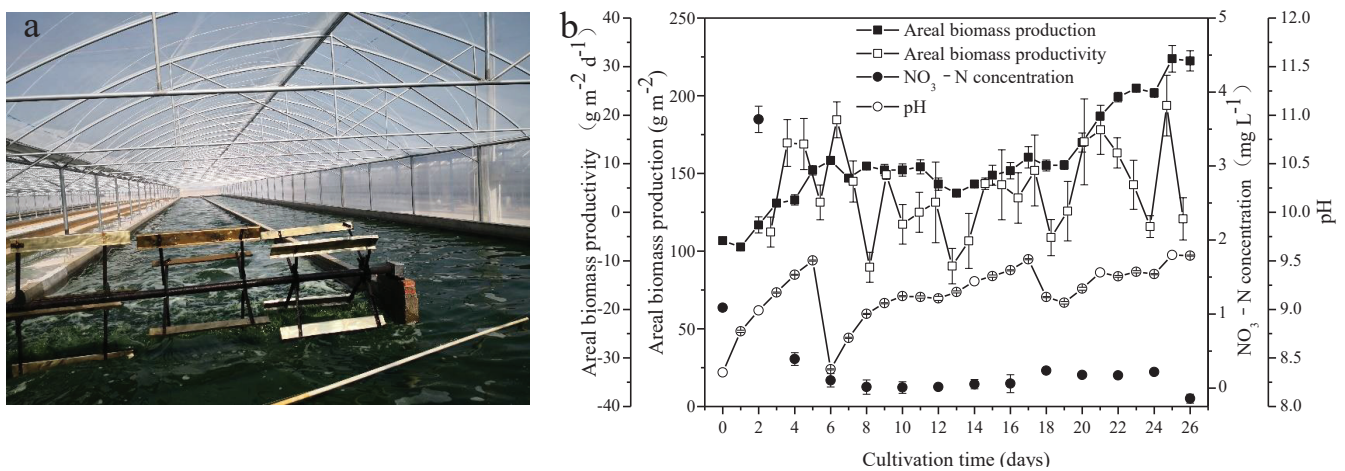 a
b
Areal biomass productivity (g m-2 d-1)
40
30
20
10
0
-10
-20
-30
-40
Areal biomass production (g m-2)
250
200
150
100
50
0
Areal biomass production
Areal biomass productivity
NO3 - N concentration
pH
5
4
3
2
1
0
NO3 - N concentration (mg L-1)
12.0
11.5
11.0
10.5
10.0
9.5
9.0
8.5
8.0
pH
0 2 4 6 8 10 12 14 16 18 20 22 24 26
Cultivation time (days)